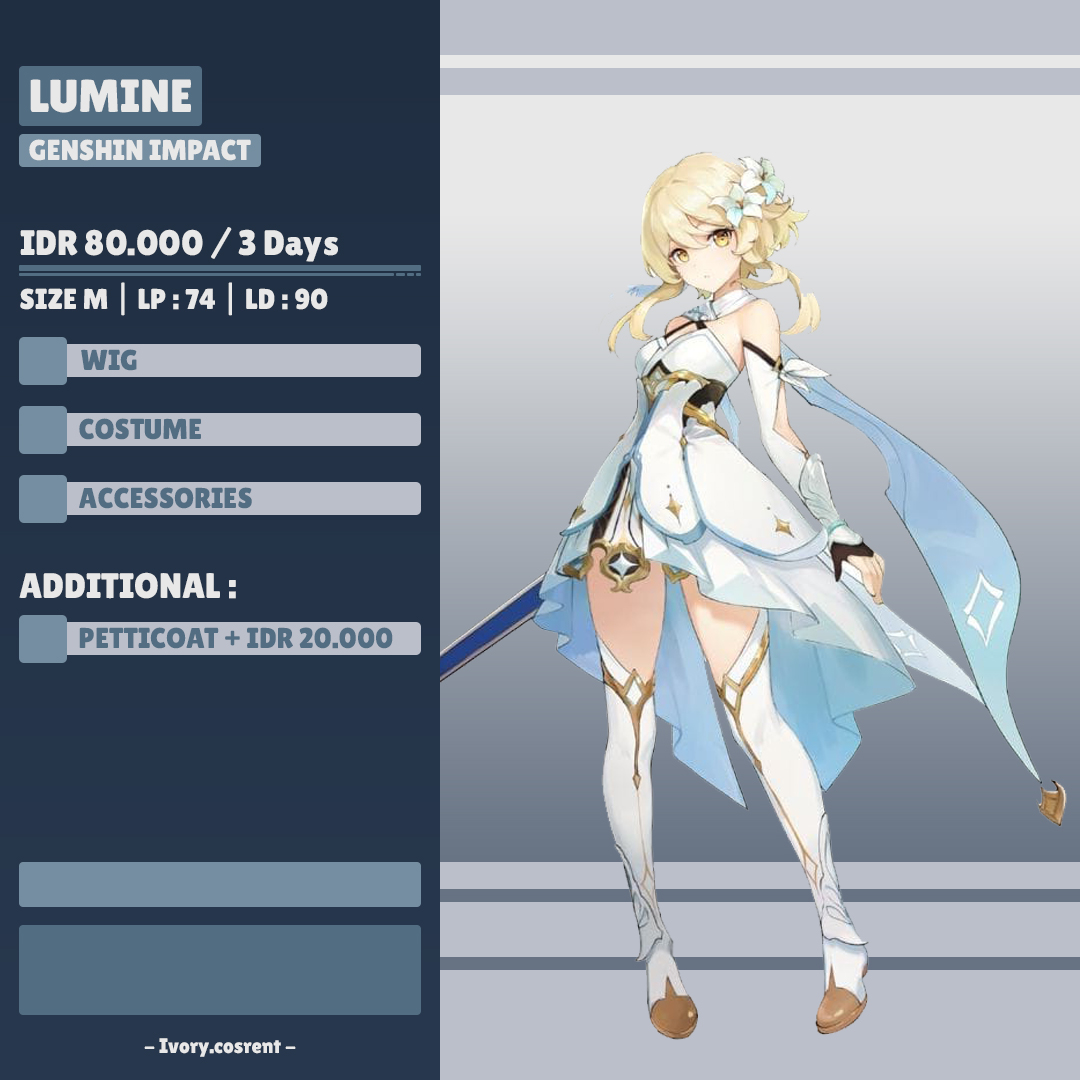 LUMINE
GENSHIN IMPACT
IDR 80.000 / 3 Days
SIZE M | LP : 74 | LD : 90
WIG
COSTUME
ACCESSORIES
ADDITIONAL :
PETTICOAT + IDR 20.000
- Ivory.cosrent -